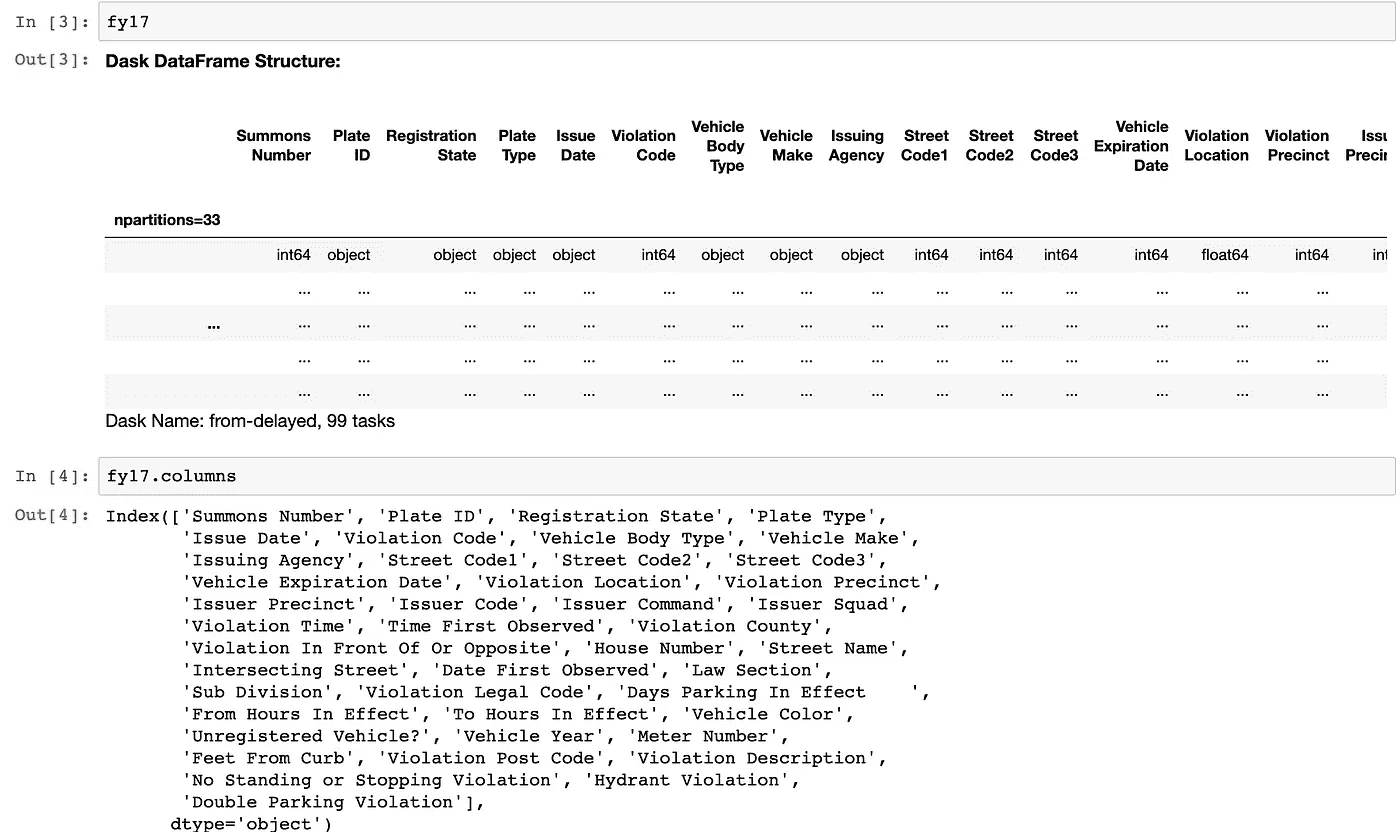 In [3]: fy17
Out[3]: Dask DataFrame Structure:
Summons Number Plate ID Registration State Plate Type Issue Date Violation Code Vehicle Body Type Vehicle Make Issuing Agency Street Code1 Street Code2 Street Code3 Vehicle Expiration Date Violation Location Violation Precinct
npartitions=33
int64 object object object object int64 object object object int64 int64 int64 int64 float64 int64
... ... ... ... ... ... ... ... ... ... ... ... ... ... ...
... ... ... ... ... ... ... ... ... ... ... ... ... ... ... ...
... ... ... ... ... ... ... ... ... ... ... ... ... ... ...
... ... ... ... ... ... ... ... ... ... ... ... ... ... ...
Dask Name: from-delayed, 99 tasks
In [4]: fy17.columns
Out[4]: Index(['Summons Number', 'Plate ID', 'Registration State', 'Plate Type',
'Issue Date', 'Violation Code', 'Vehicle Body Type', 'Vehicle Make',
'Issuing Agency', 'Street Code1', 'Street Code2', 'Street Code3',
'Vehicle Expiration Date', 'Violation Location', 'Violation Precinct',
'Issuer Precinct', 'Issuer Code', 'Issuer Command', 'Issuer Squad',
'Violation Time', 'Time First Observed', 'Violation County',
'Violation In Front Of Or Opposite', 'House Number', 'Street Name',
'Intersecting Street', 'Date First Observed', 'Law Section',
'Sub Division', 'Violation Legal Code', 'Days Parking In Effect    ',
'From Hours In Effect', 'To Hours In Effect', 'Vehicle Color',
'Unregistered Vehicle?', 'Vehicle Year', 'Meter Number',
'Feet From Curb', 'Violation Post Code', 'Violation Description',
'No Standing or Stopping Violation', 'Hydrant Violation',
'Double Parking Violation'],
dtype='object')